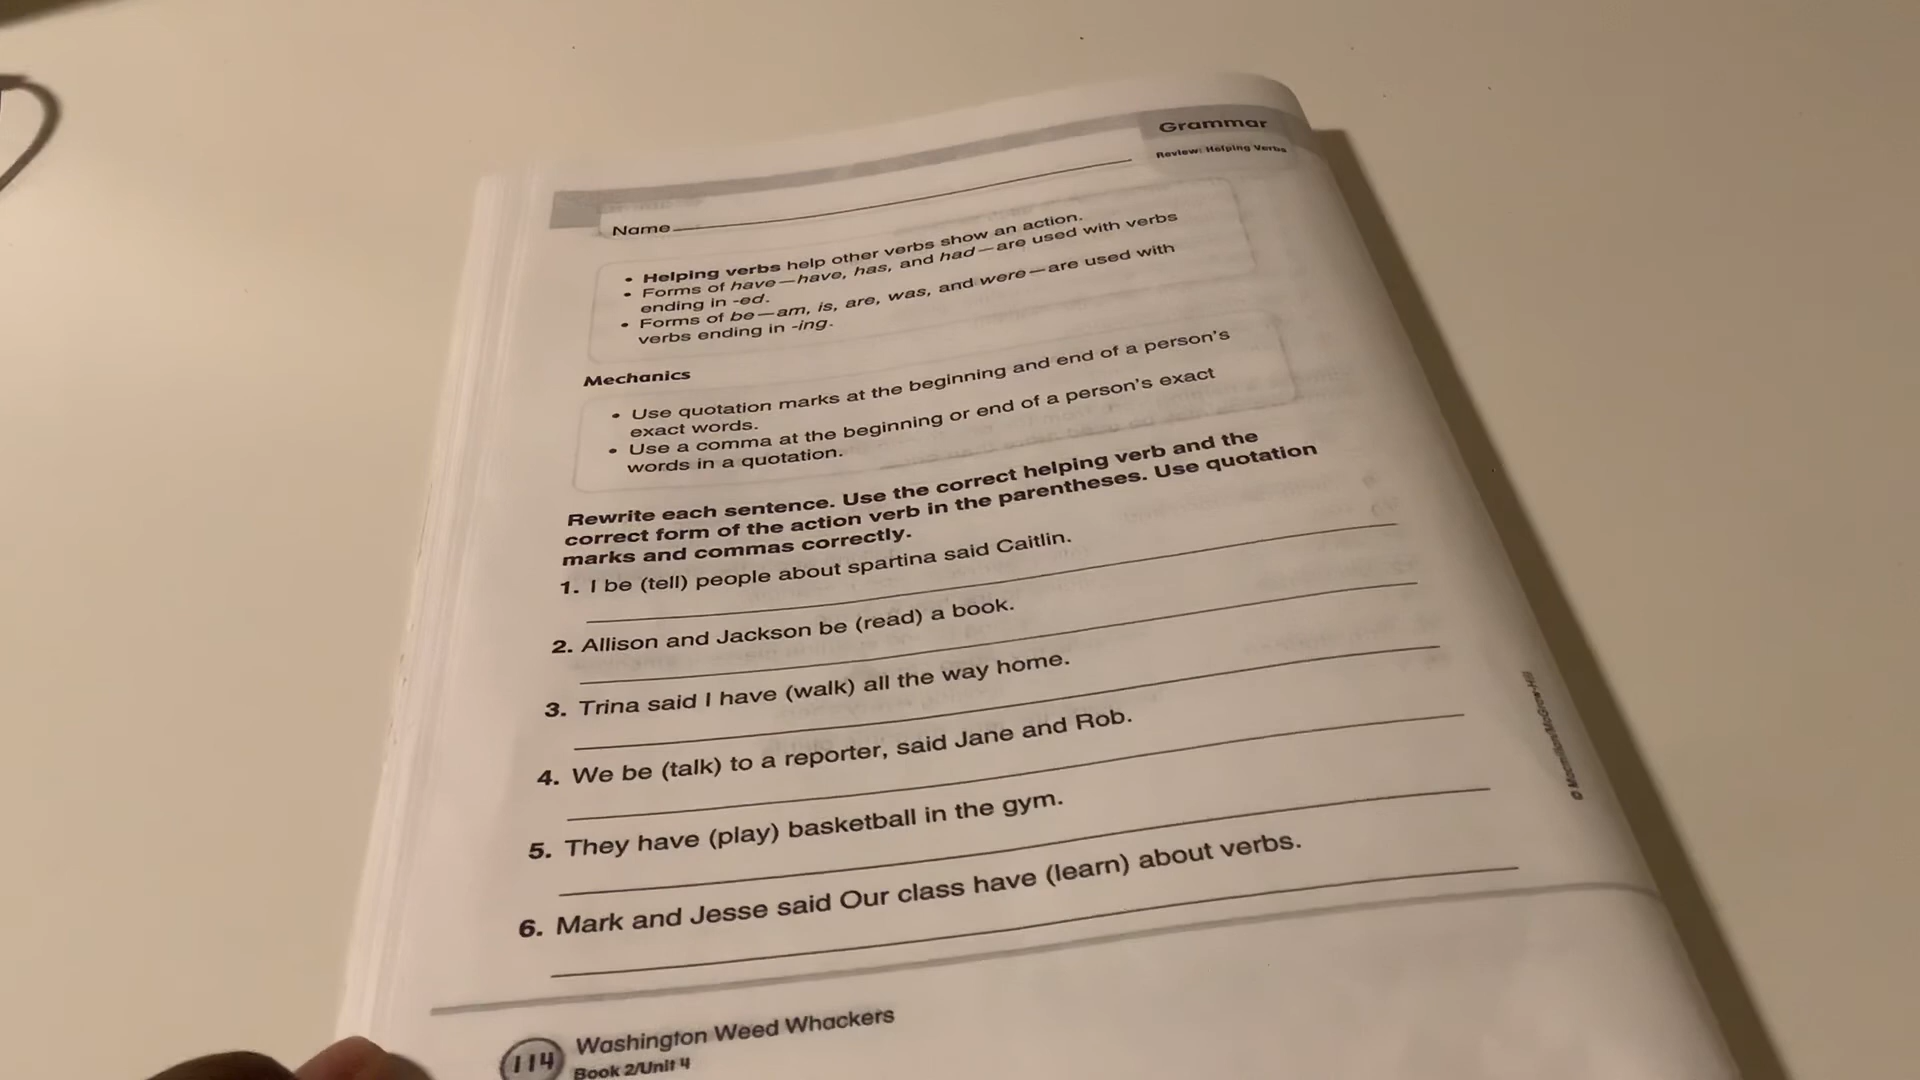 Grammar
Review: Helping Verbs
Name
• Helping verbs help other verbs show an action.
• Forms of have—have, has, and had—are used with verbs
ending in -ed.
• Forms of be—am, is, are, was, and were—are used with
verbs ending in -ing.
Mechanics
• Use quotation marks at the beginning and end of a person's
exact words.
• Use a comma at the beginning or end of a person's exact
words in a quotation.
Rewrite each sentence. Use the correct helping verb and the
correct form of the action verb in the parentheses. Use quotation
marks and commas correctly.
1. I be (tell) people about spartina said Caitlin.
2. Allison and Jackson be (read) a book.
3. Trina said I have (walk) all the way home.
4. We be (talk) to a reporter, said Jane and Rob.
5. They have (play) basketball in the gym.
6. Mark and Jesse said Our class have (learn) about verbs.
© Macmillan/McGraw-Hill
114
Washington Weed Whackers
Book 2/Unit 4